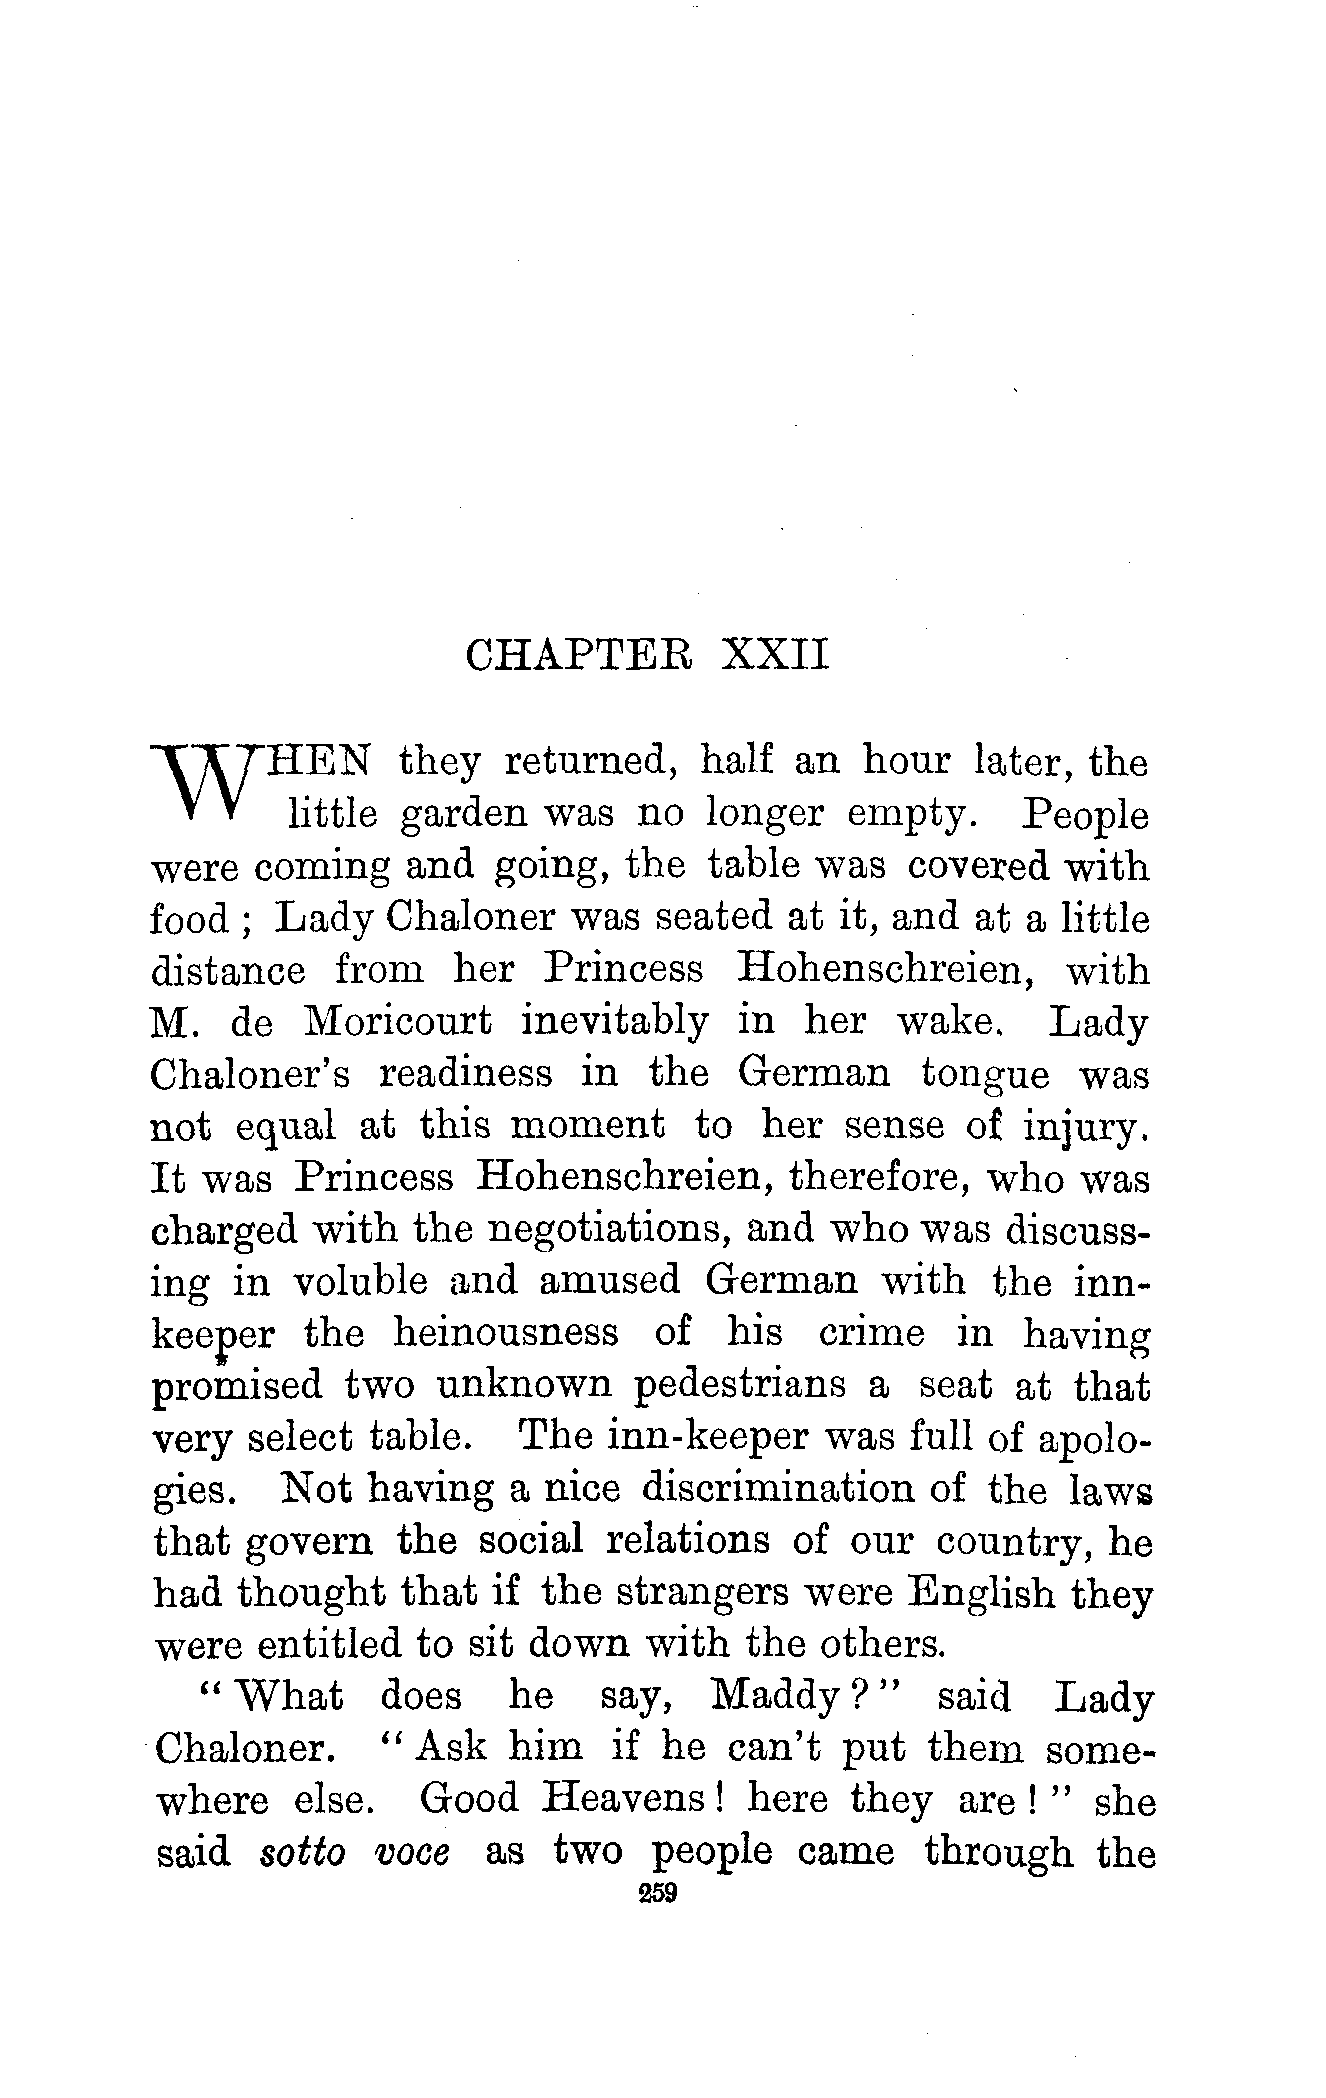 CHAPTER XXII
WHEN they returned, half an hour later, the
little garden was no longer empty. People
were coming and going, the table was covered with
food ; Lady Chaloner was seated at it, and at a little
distance from her Princess Hohenschreien, with
M. de Moricourt inevitably in her wake. Lady
Chaloner's readiness in the German tongue was
not equal at this moment to her sense of injury.
It was Princess Hohenschreien, therefore, who was
charged with the negotiations, and who was discuss-
ing in voluble and amused German with the inn-
keeper the heinousness of his crime in having
promised two unknown pedestrians a seat at that
very select table. The inn-keeper was full of apolo-
gies. Not having a nice discrimination of the laws
that govern the social relations of our country, he
had thought that if the strangers were English they
were entitled to sit down with the others.
“ What does he say, Maddy ? ” said Lady
Chaloner. “ Ask him if he can't put them some-
where else. Good Heavens ! here they are ! ” she
said sotto voce as two people came through the
259